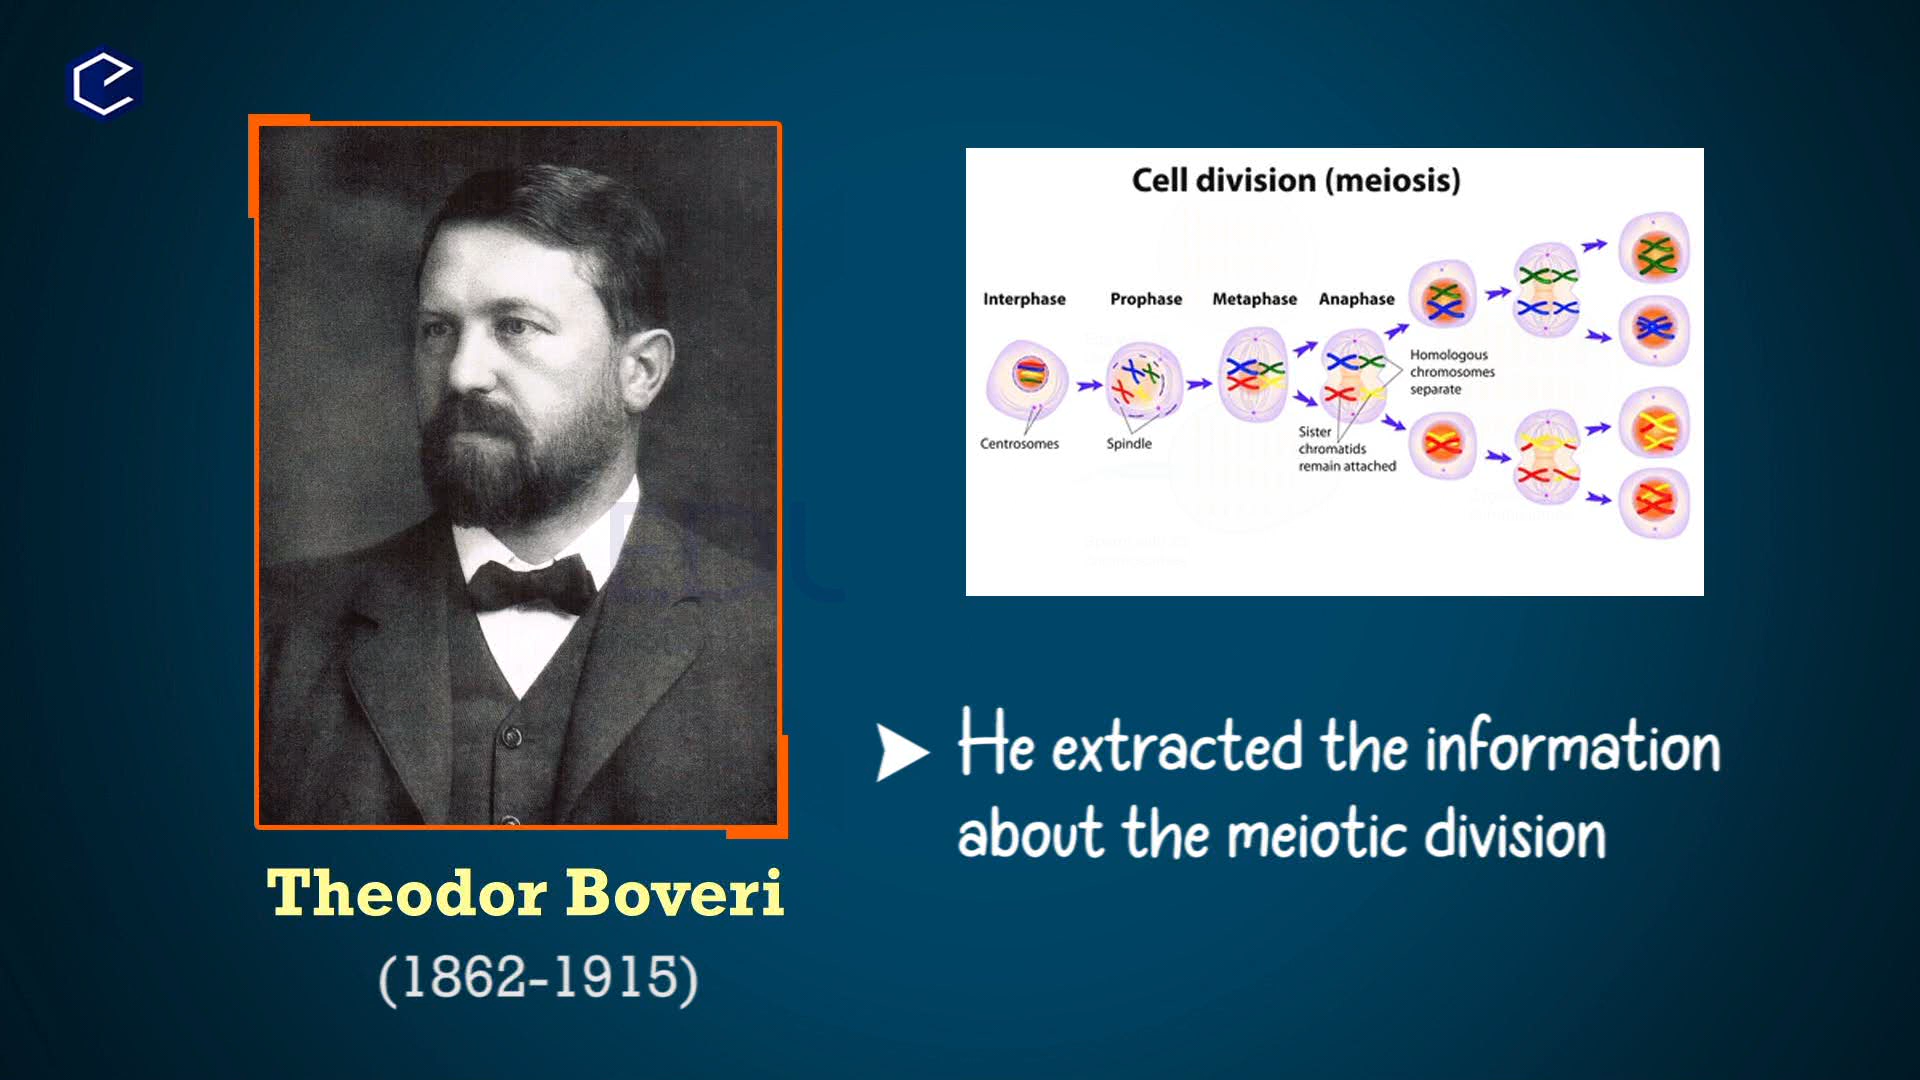 Theodor Boveri
(1862-1915)
Cell division (meiosis)
Interphase
Prophase
Metaphase
Anaphase
Centrosomes
Spindle
Homologous
chromosomes
separate
Sister
chromatids
remain attached
He extracted the information
about the meiotic division